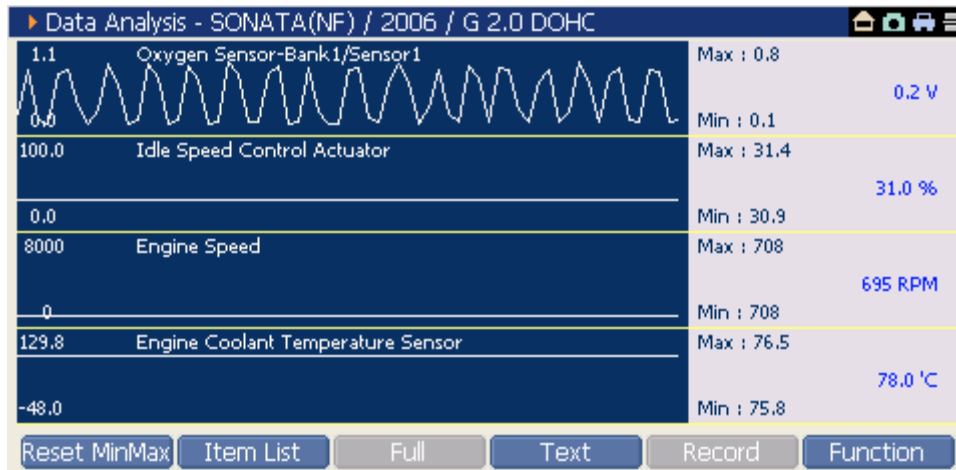 Data Analysis - SONATA(NF) / 2006 / G 2.0 DOHC
1.1 Oxygen Sensor-Bank1/Sensor1 Max : 0.8
0.2 V
0.0 Min : 0.1
100.0 Idle Speed Control Actuator Max : 31.4
31.0 %
0.0 Min : 30.9
8000 Engine Speed Max : 708
695 RPM
0 Min : 708
129.8 Engine Coolant Temperature Sensor Max : 76.5
78.0 'C
-48.0 Min : 75.8
Reset MinMax Item List Full Text Record Function